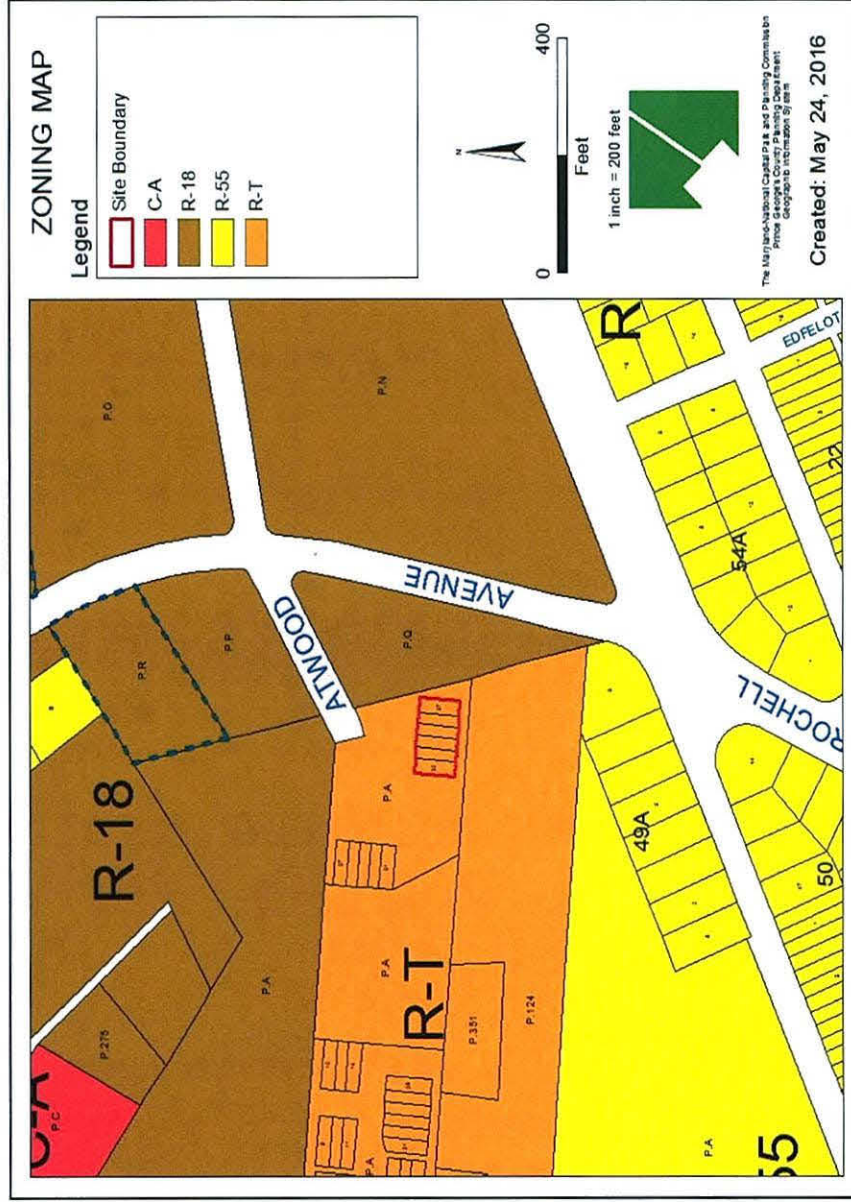 ZONING MAP
Legend
Site Boundary
C-A
R-18
R-55
R-T
N
0
400
Feet
1 inch = 200 feet
The Maryland-National Capital Park and Planning Commission
Prince George's County Planning Department
Geographic Information System
Created: May 24, 2016
C-A
P.C
P.275
R-18
P.R
P.P
P.O
P.N
ATWOOD
AVENUE
P.Q
P.A
P.A
P.A
R-T
P.A
P.351
P.124
49A
54A
R
EDFELOT
22
ROCHELL
50
P.A
55